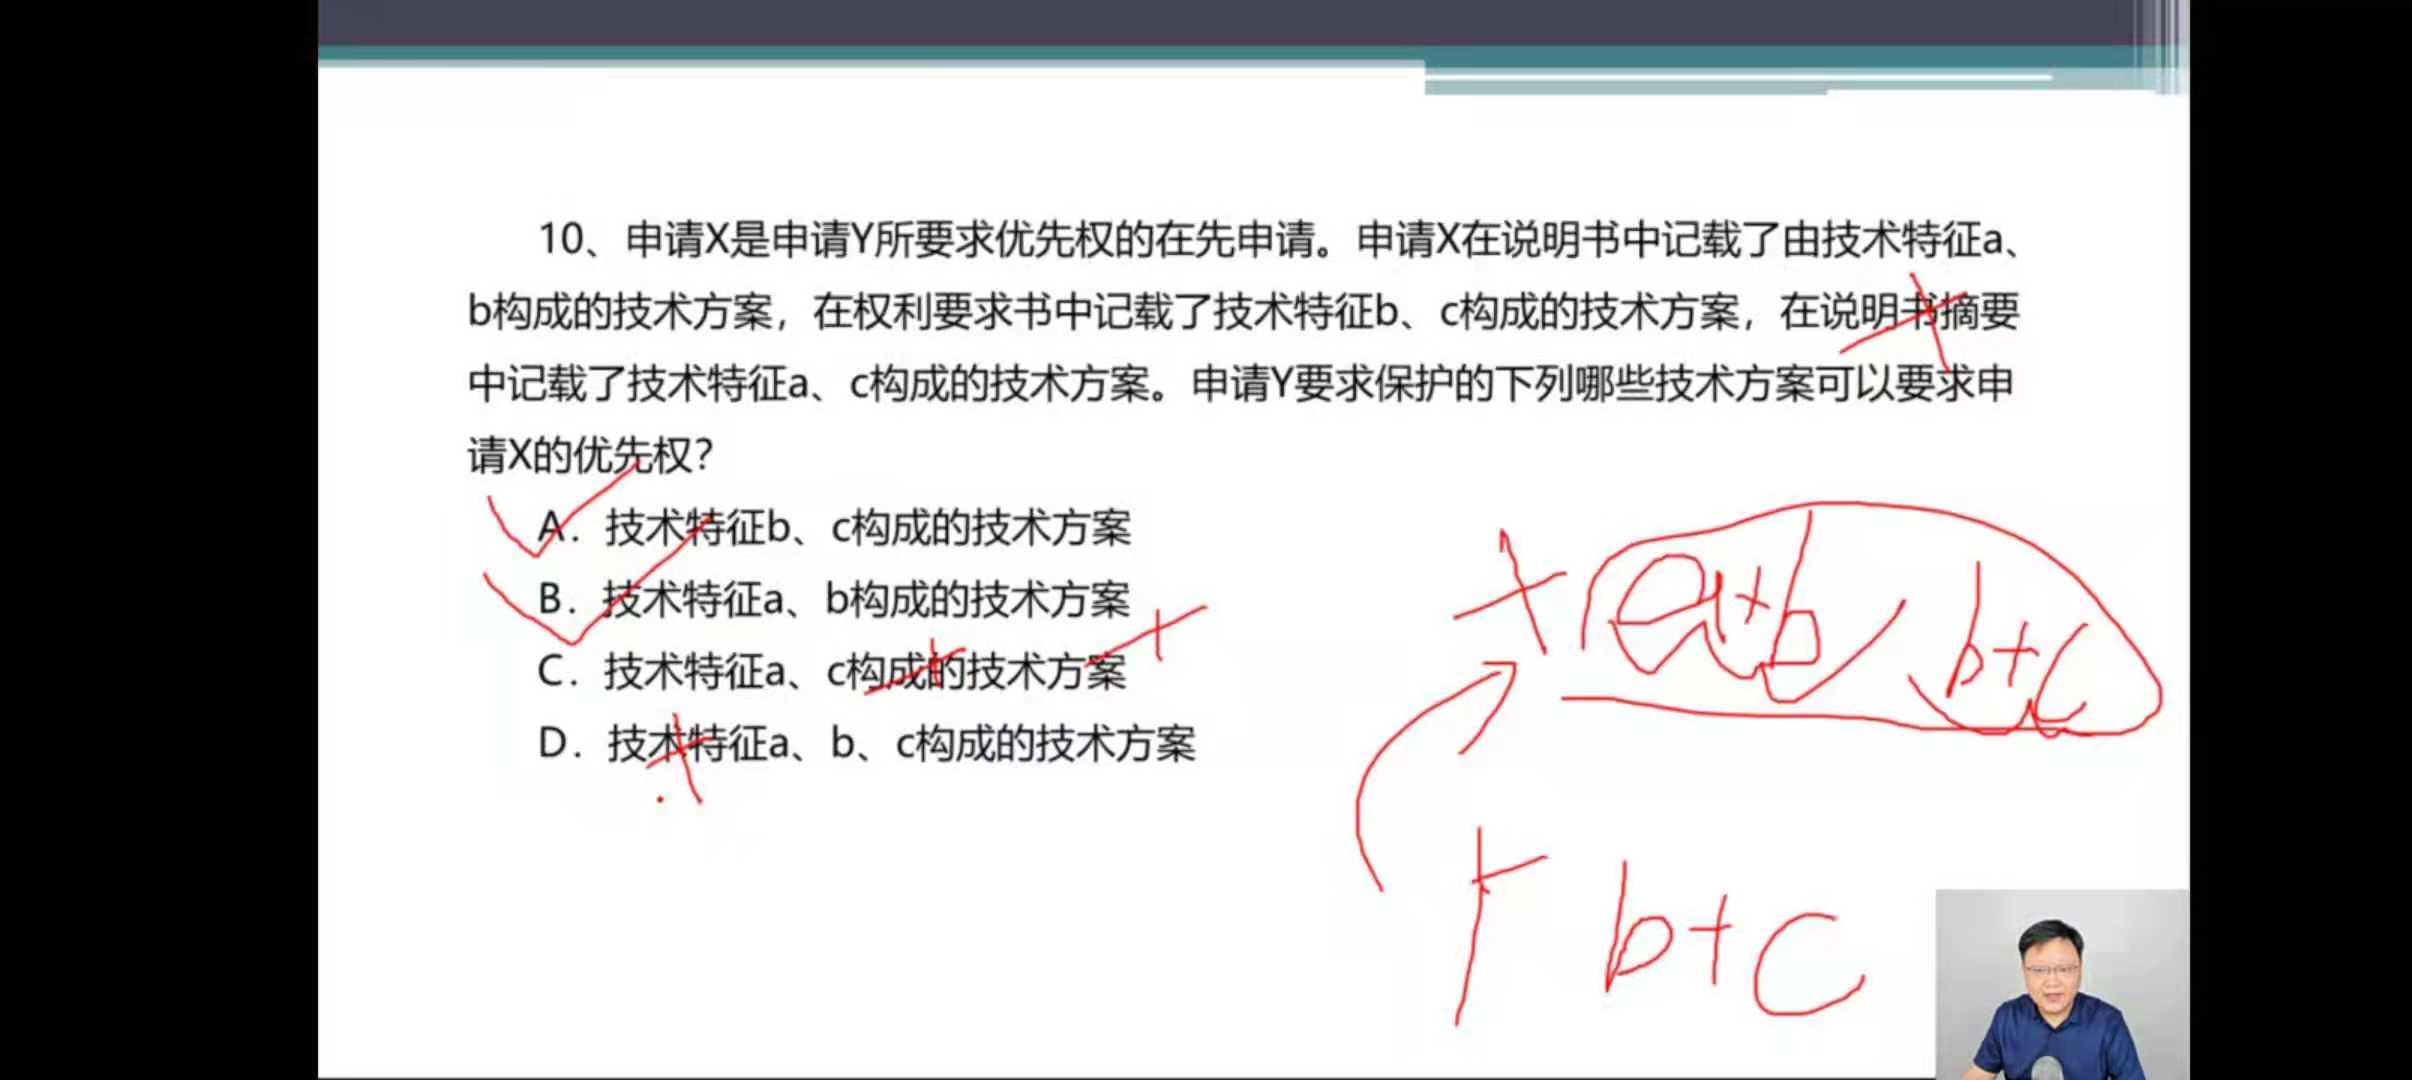 10、申请X是申请Y所要求优先权的在先申请。申请X在说明书中记载了由技术特征a、
b构成的技术方案，在权利要求书中记载了技术特征b、c构成的技术方案，在说明书摘要
中记载了技术特征a、c构成的技术方案。申请Y要求保护的下列哪些技术方案可以要求申
请X的优先权？
A．技术特征b、c构成的技术方案
B．技术特征a、b构成的技术方案
C．技术特征a、c构成的技术方案
D．技术特征a、b、c构成的技术方案
X a+b b+c
Y b+c